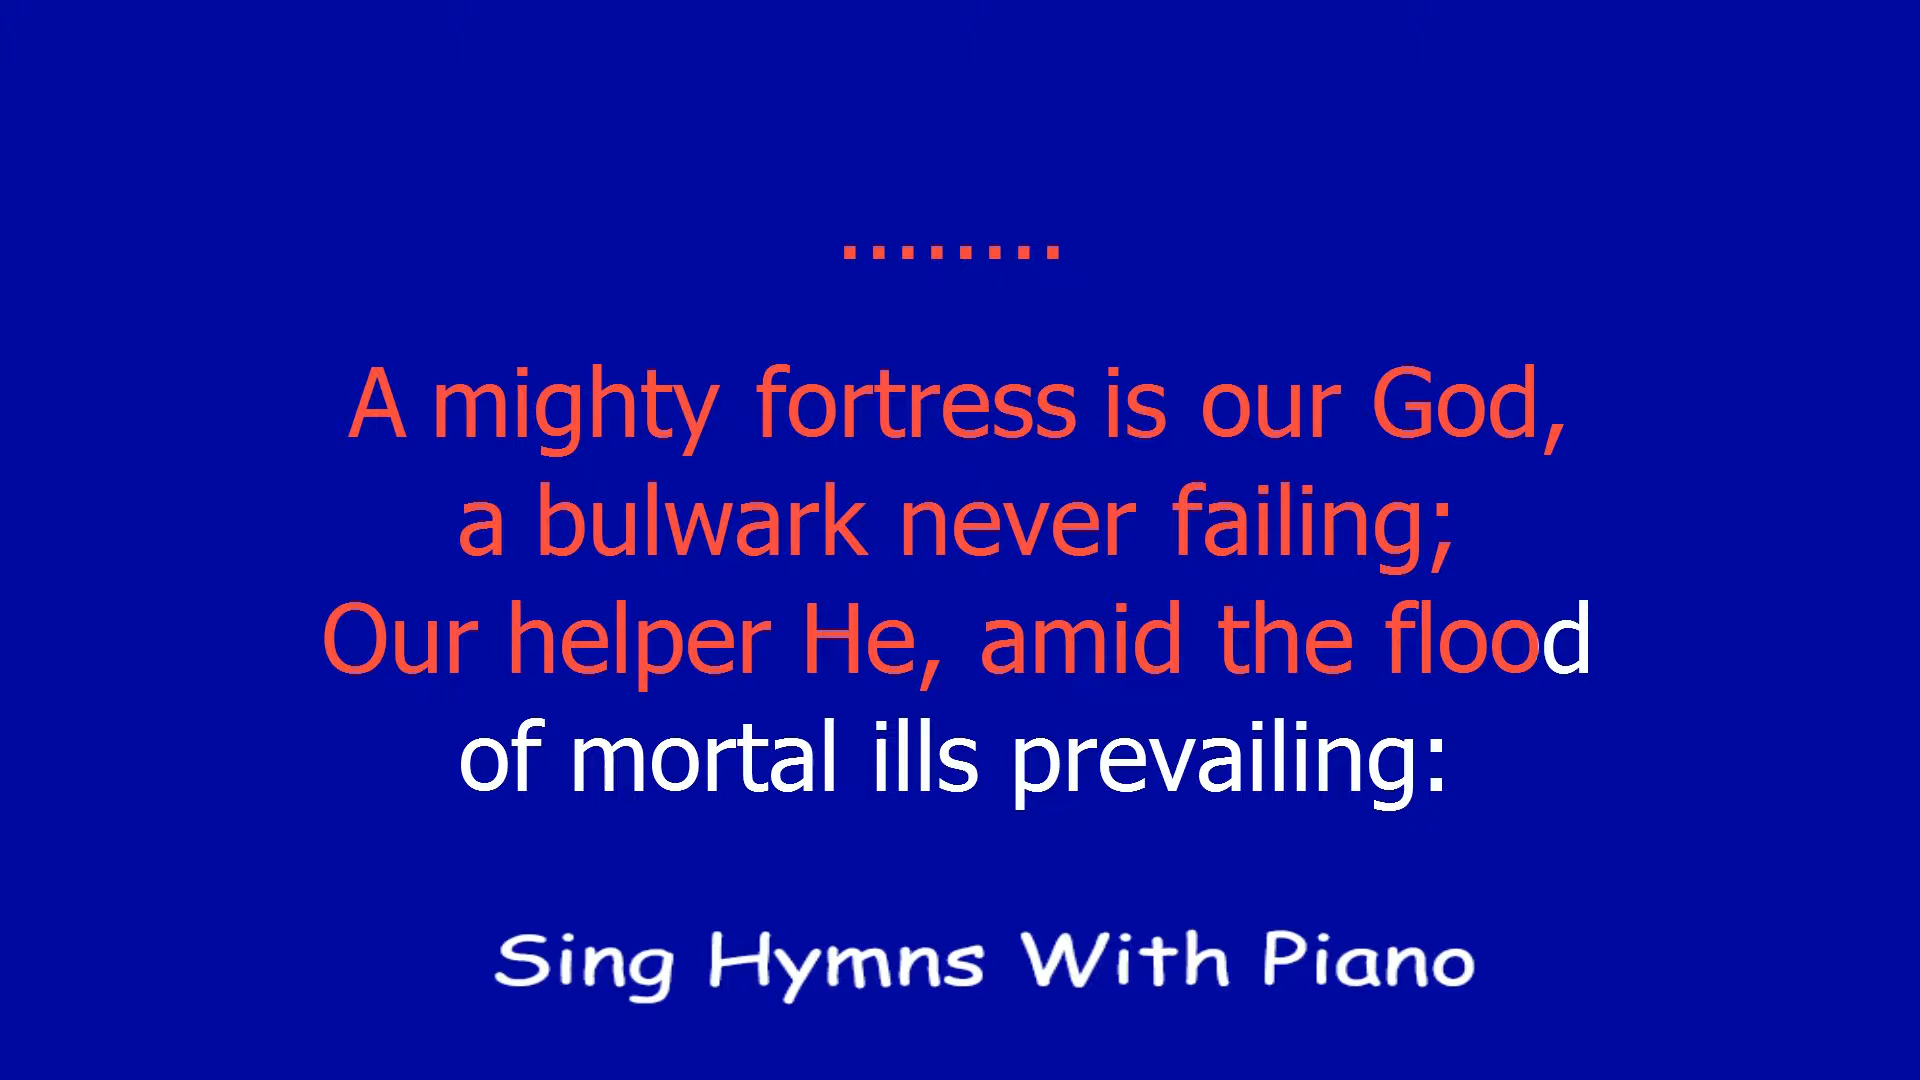 ........
A mighty fortress is our God,
a bulwark never failing;
Our helper He, amid the flood
of mortal ills prevailing:
Sing Hymns With Piano